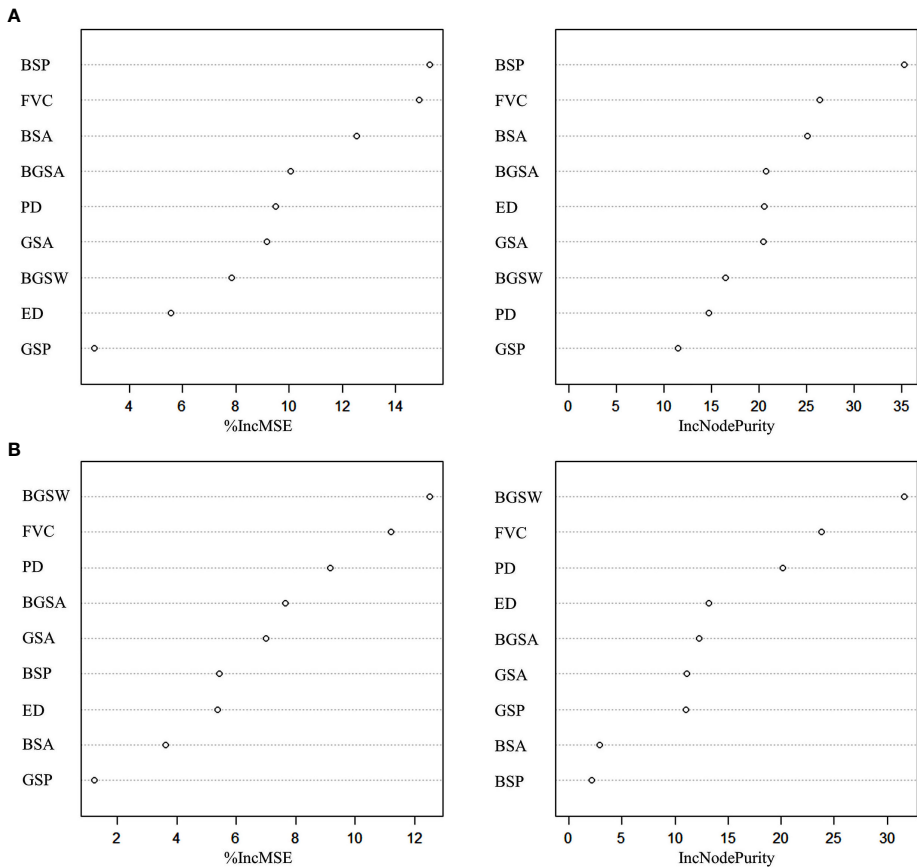 A
BSP
FVC
BSA
BGSA
PD
GSA
BGSW
ED
GSP
4 6 8 10 12 14
%IncMSE
BSP
FVC
BSA
BGSA
ED
GSA
BGSW
PD
GSP
0 5 10 15 20 25 30 35
IncNodePurity
B
BGSW
FVC
PD
BGSA
GSA
BSP
ED
BSA
GSP
2 4 6 8 10 12
%IncMSE
BGSW
FVC
PD
ED
BGSA
GSA
GSP
BSA
BSP
0 5 10 15 20 25 30
IncNodePurity